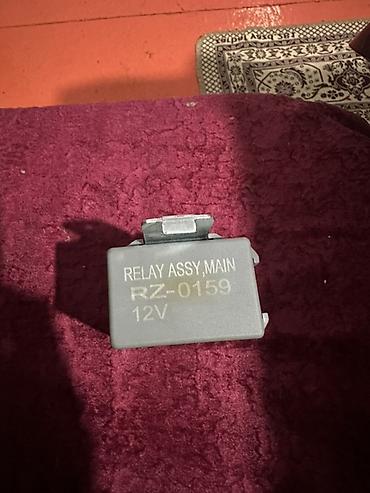 RELAY ASSY,MAIN
RZ-0159
12V